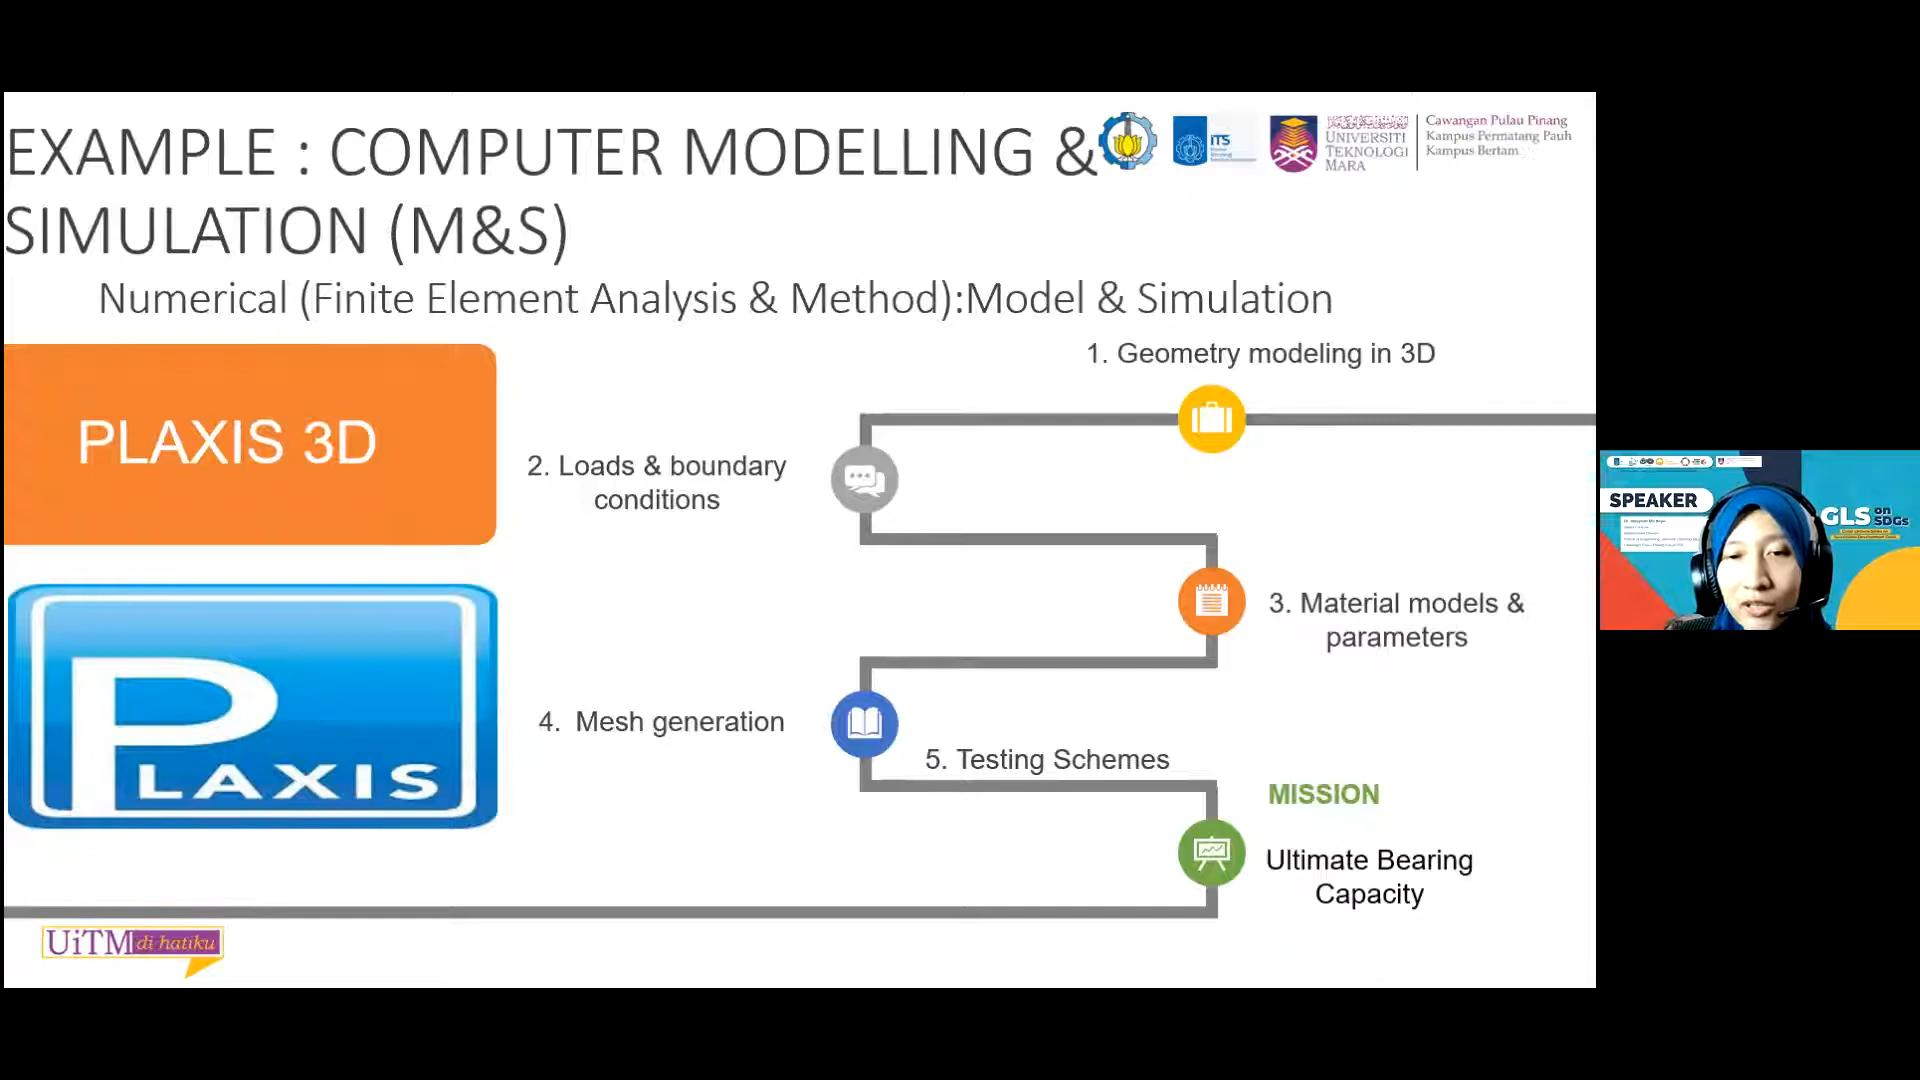 EXAMPLE : COMPUTER MODELLING &
SIMULATION (M&S)
ITS
UNIVERSITI
TEKNOLOGI
MARA
Cawangan Pulau Pinang
Kampus Permatang Pauh
Kampus Bertam
Numerical (Finite Element Analysis & Method):Model & Simulation
PLAXIS 3D
PLAXIS
1. Geometry modeling in 3D
2. Loads & boundary
conditions
3. Material models &
parameters
4. Mesh generation
5. Testing Schemes
MISSION
Ultimate Bearing
Capacity
UiTM di hatiku
SPEAKER
GLS on
SDGs